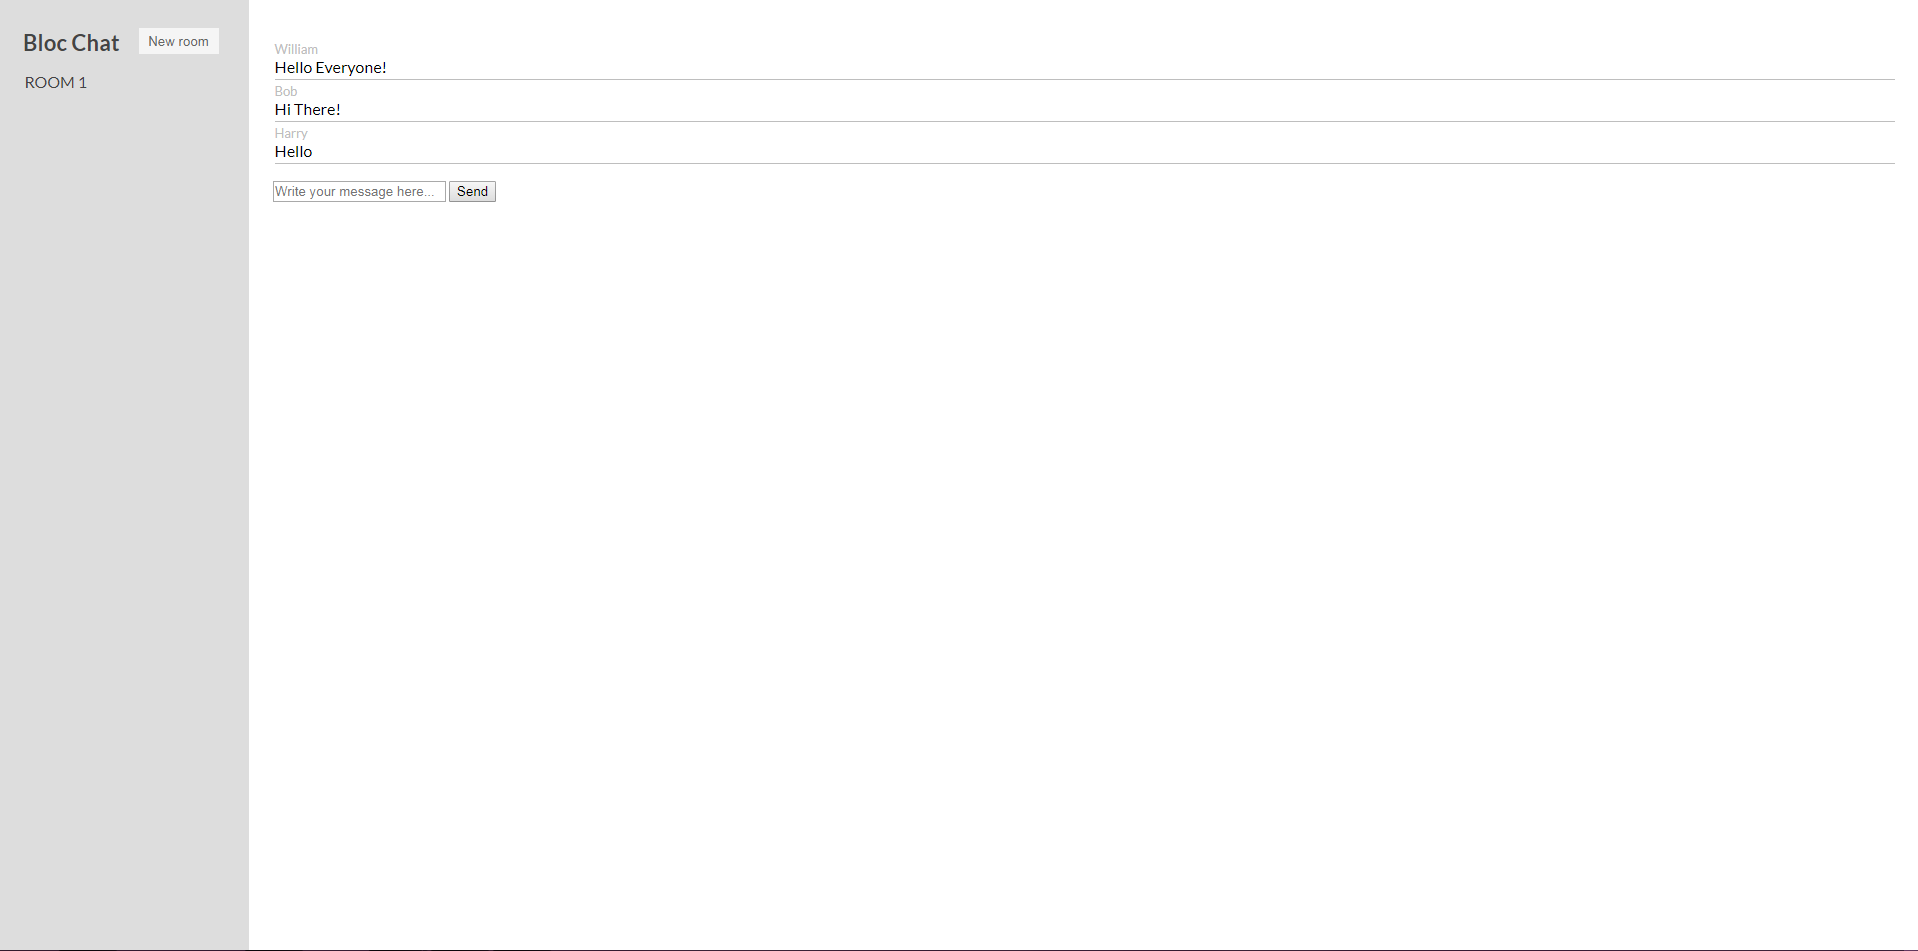 Bloc Chat
New room
ROOM 1
William
Hello Everyone!
Bob
Hi There!
Harry
Hello
Write your message here...
Send